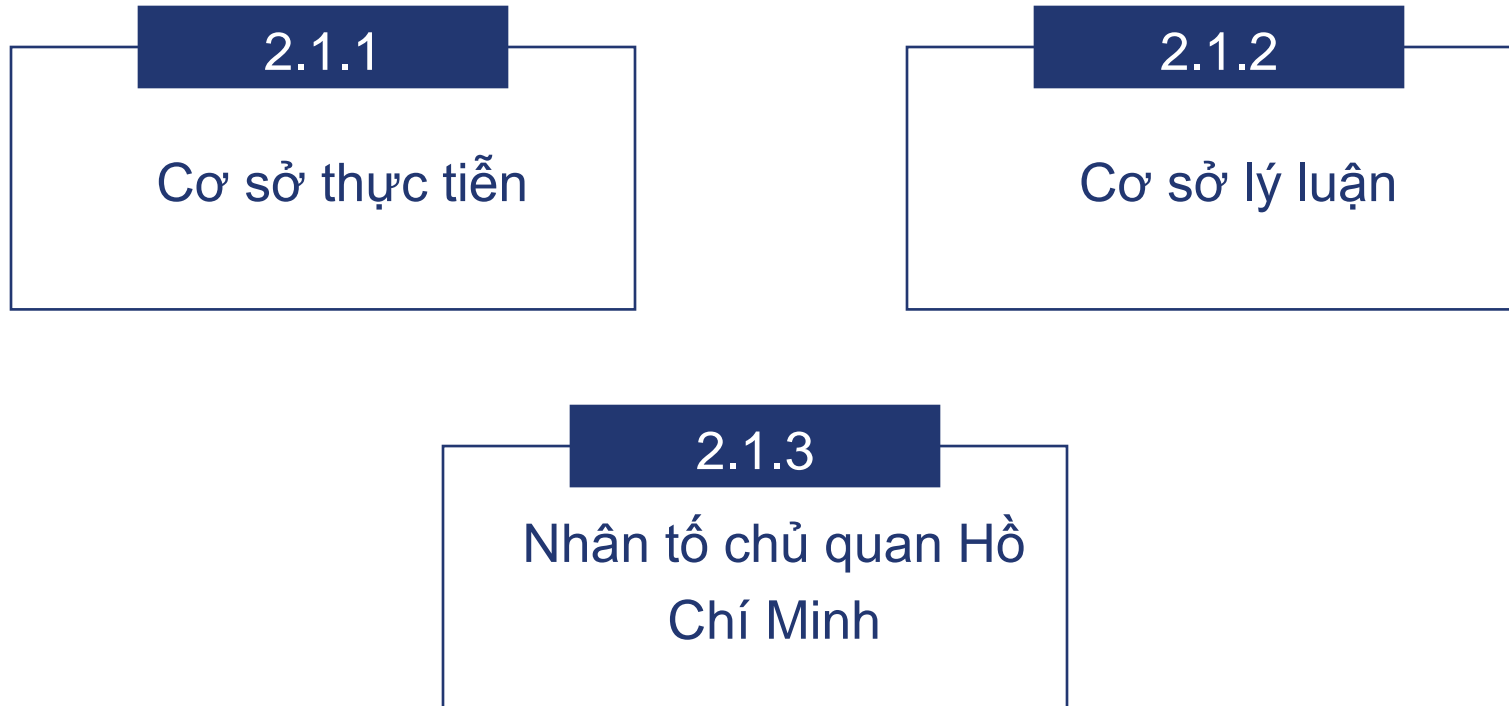 2.1.1
Cơ sở thực tiễn
2.1.2
Cơ sở lý luận
2.1.3
Nhân tố chủ quan Hồ
Chí Minh